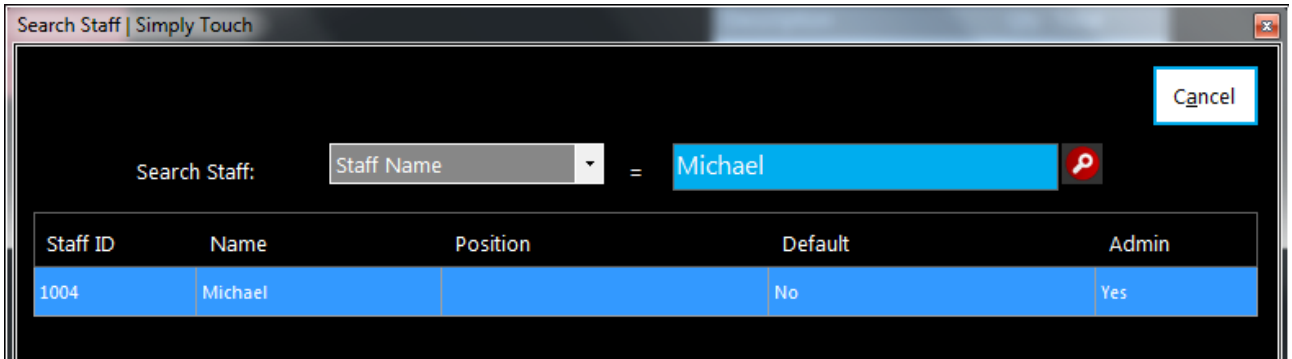 Search Staff | Simply Touch
Cancel
Search Staff: Staff Name = Michael
Staff ID Name Position Default Admin
1004 Michael No Yes